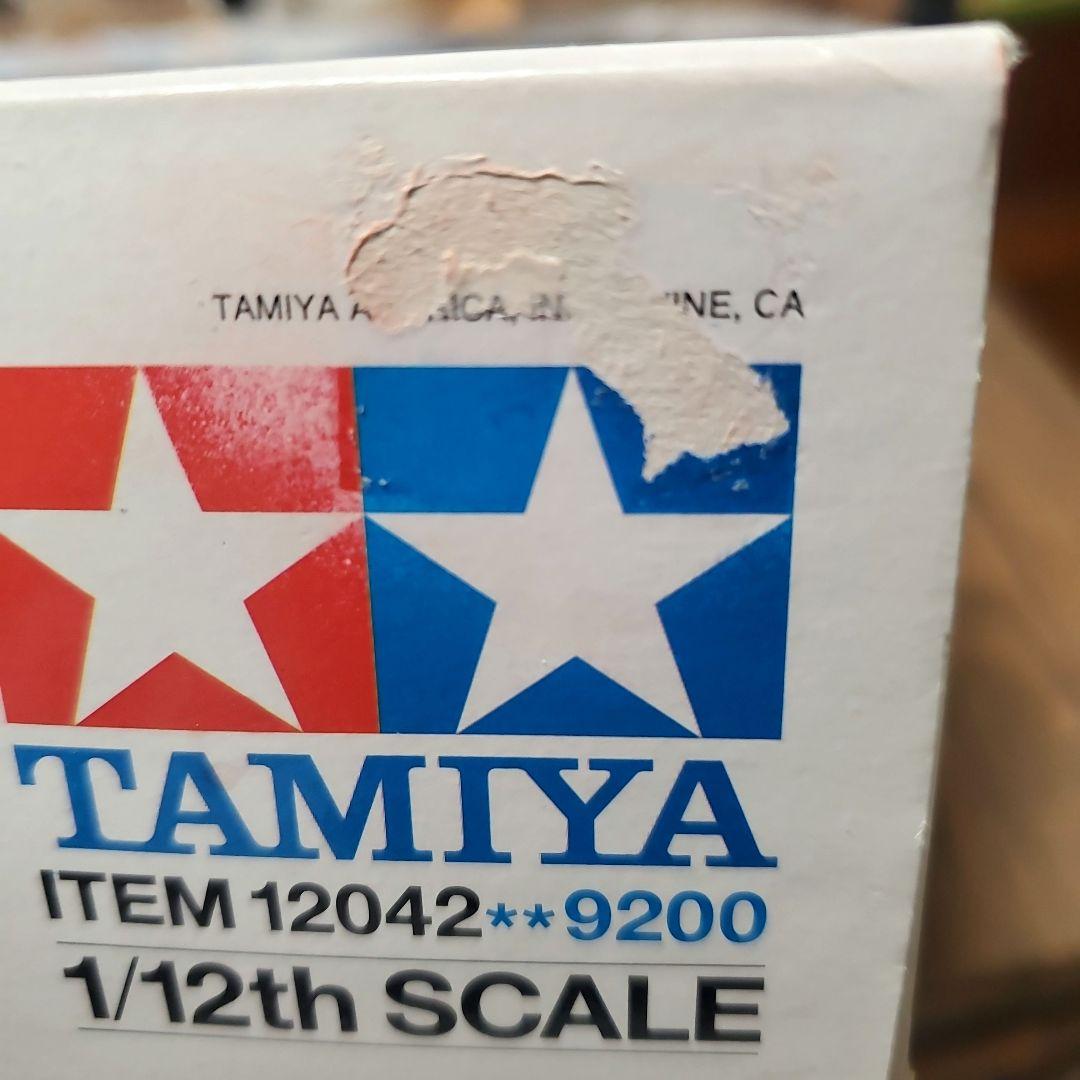 TAMIYA CA
TAMIYA
ITEM 12042**9200
1/12th SCALE